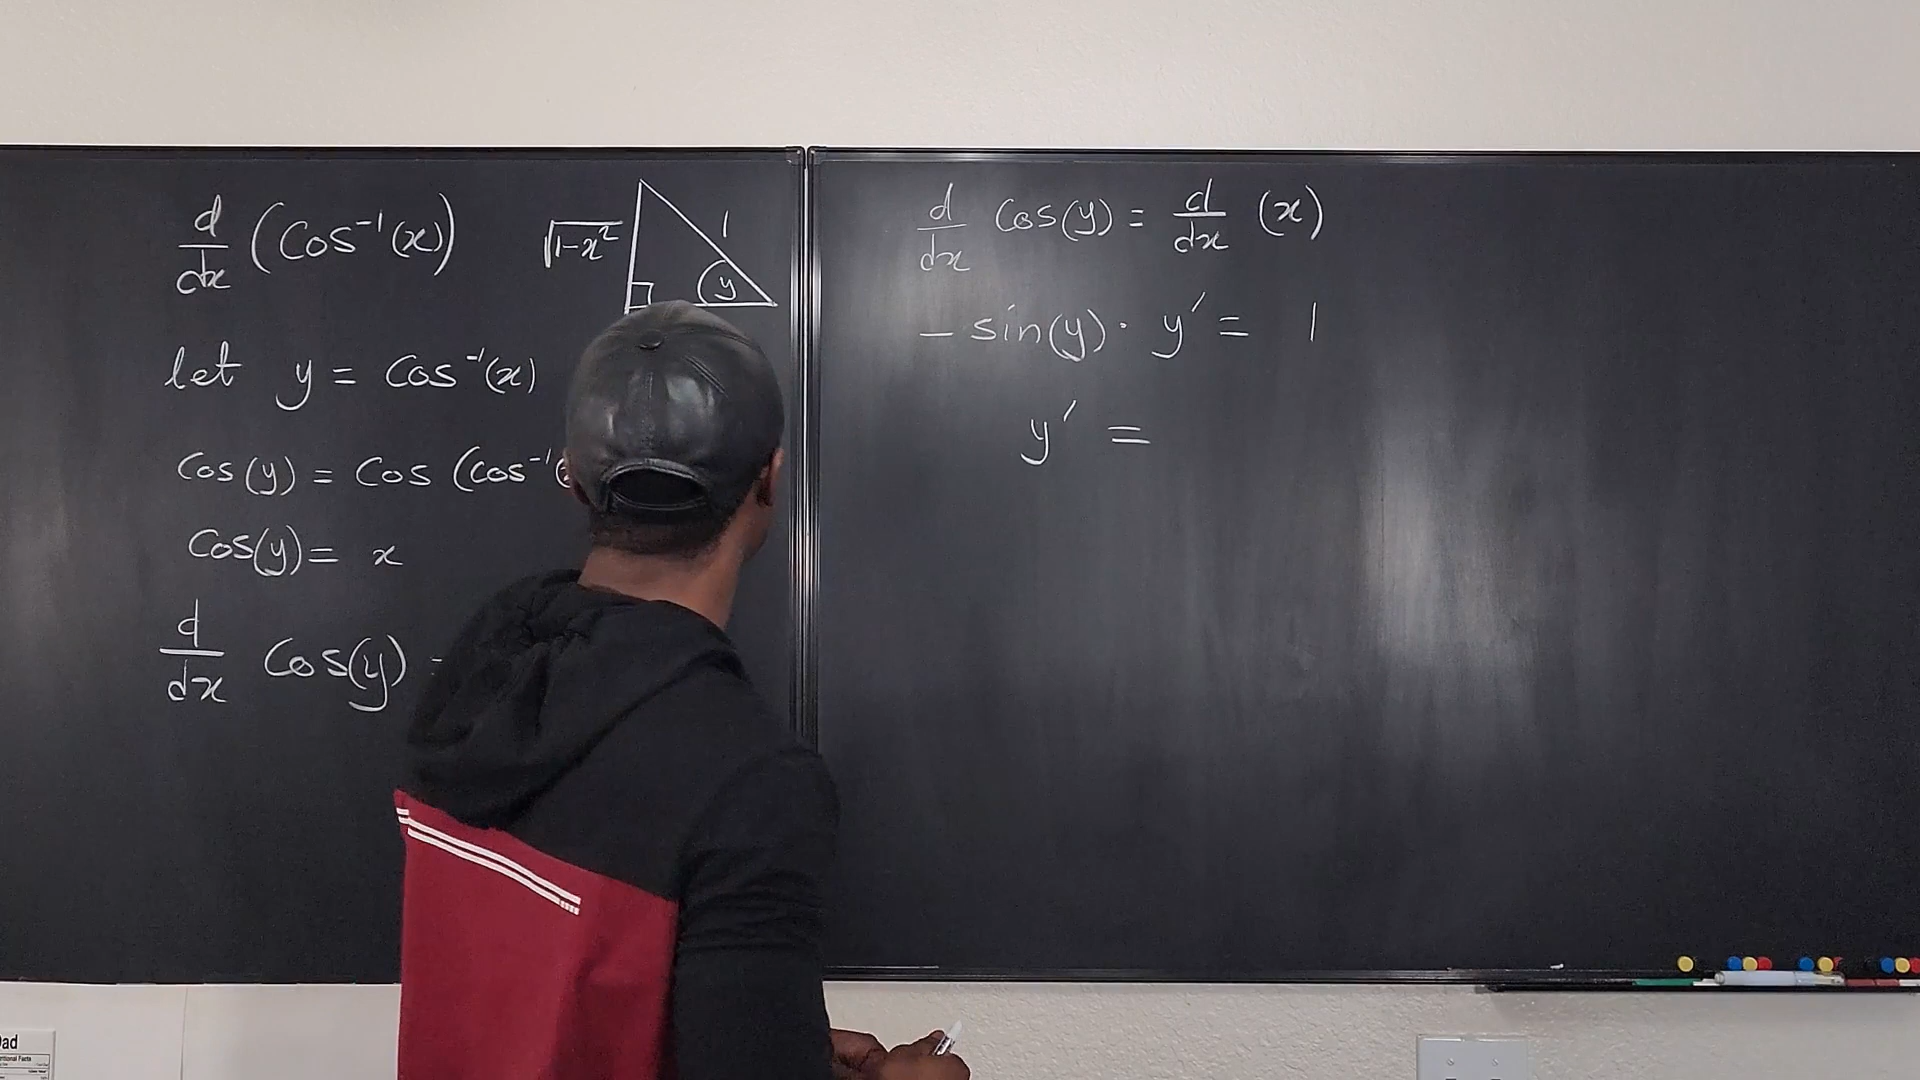 d/dx (Cos⁻¹(x))
√1-x²
1
y
let y = Cos⁻¹(x)
Cos(y) = Cos (Cos⁻¹(
Cos(y) = x
d/dx Cos(y) =
d/dx Cos(y) = d/dx (x)
- sin(y) · y′ = 1
y′ =